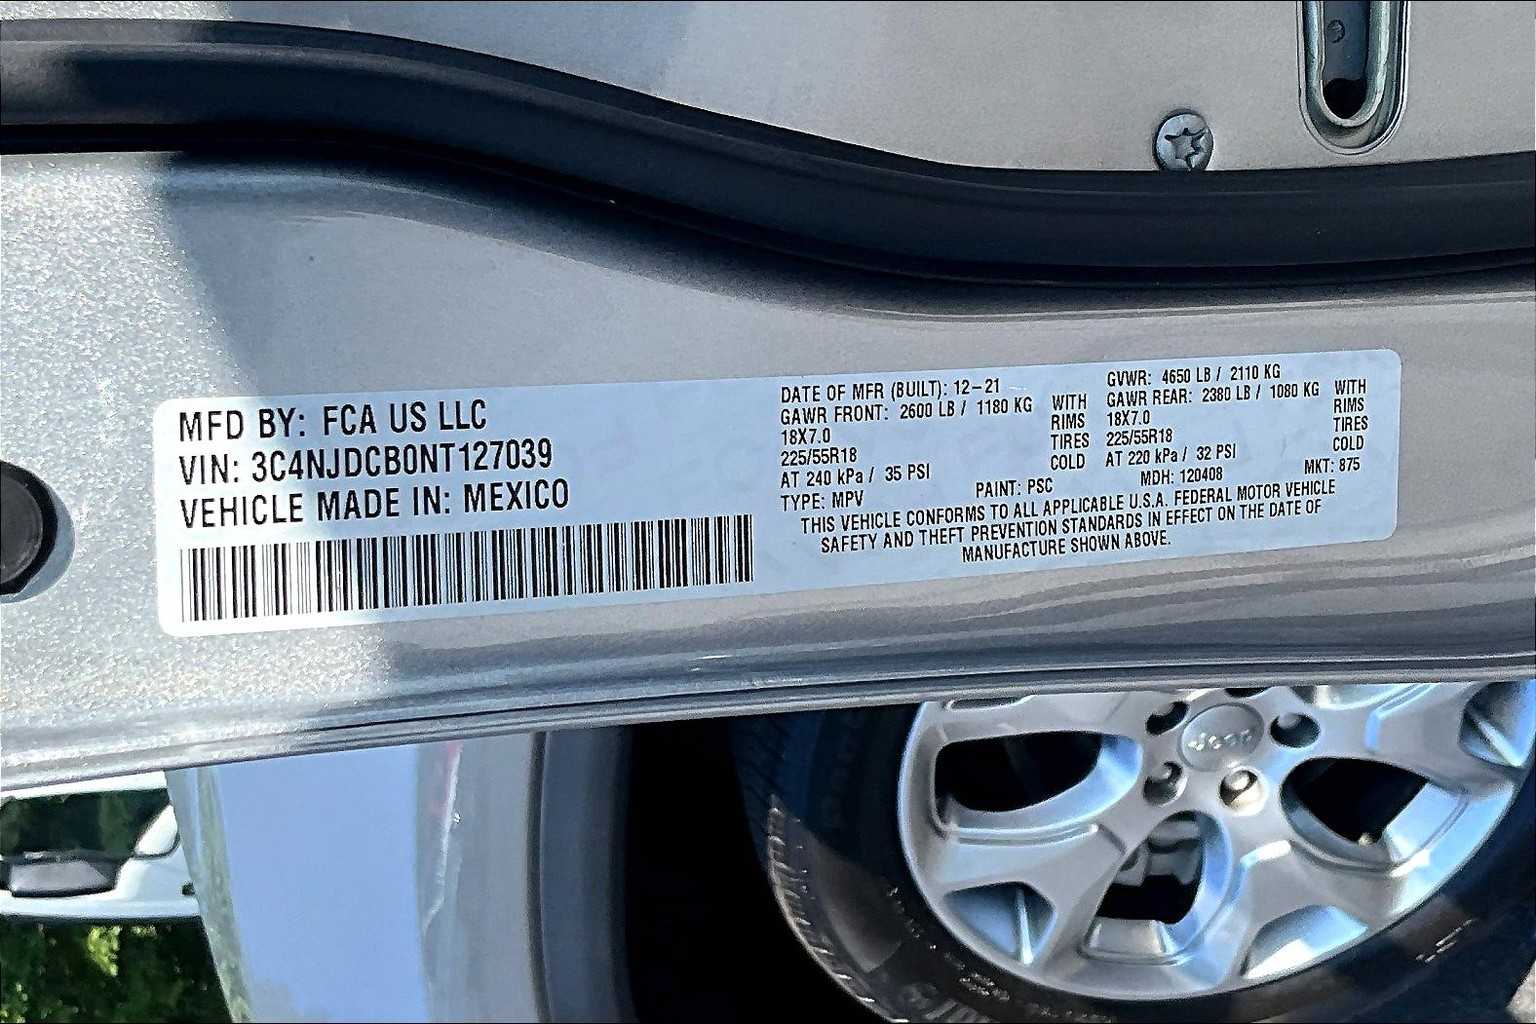 MFD BY: FCA US LLC
VIN: 3C4NJDCB0NT127039
VEHICLE MADE IN: MEXICO
DATE OF MFR (BUILT): 12-21
GAWR FRONT: 2600 LB / 1180 KG WITH
18X7.0 RIMS
225/55R18 TIRES
AT 240 kPa / 35 PSI COLD
GVWR: 4650 LB / 2110 KG
GAWR REAR: 2380 LB / 1080 KG WITH
18X7.0 RIMS
225/55R18 TIRES
AT 220 kPa / 32 PSI COLD
TYPE: MPV PAINT: PSC MDH: 120408 MKT: 875
THIS VEHICLE CONFORMS TO ALL APPLICABLE U.S.A. FEDERAL MOTOR VEHICLE
SAFETY AND THEFT PREVENTION STANDARDS IN EFFECT ON THE DATE OF
MANUFACTURE SHOWN ABOVE.
Jeep